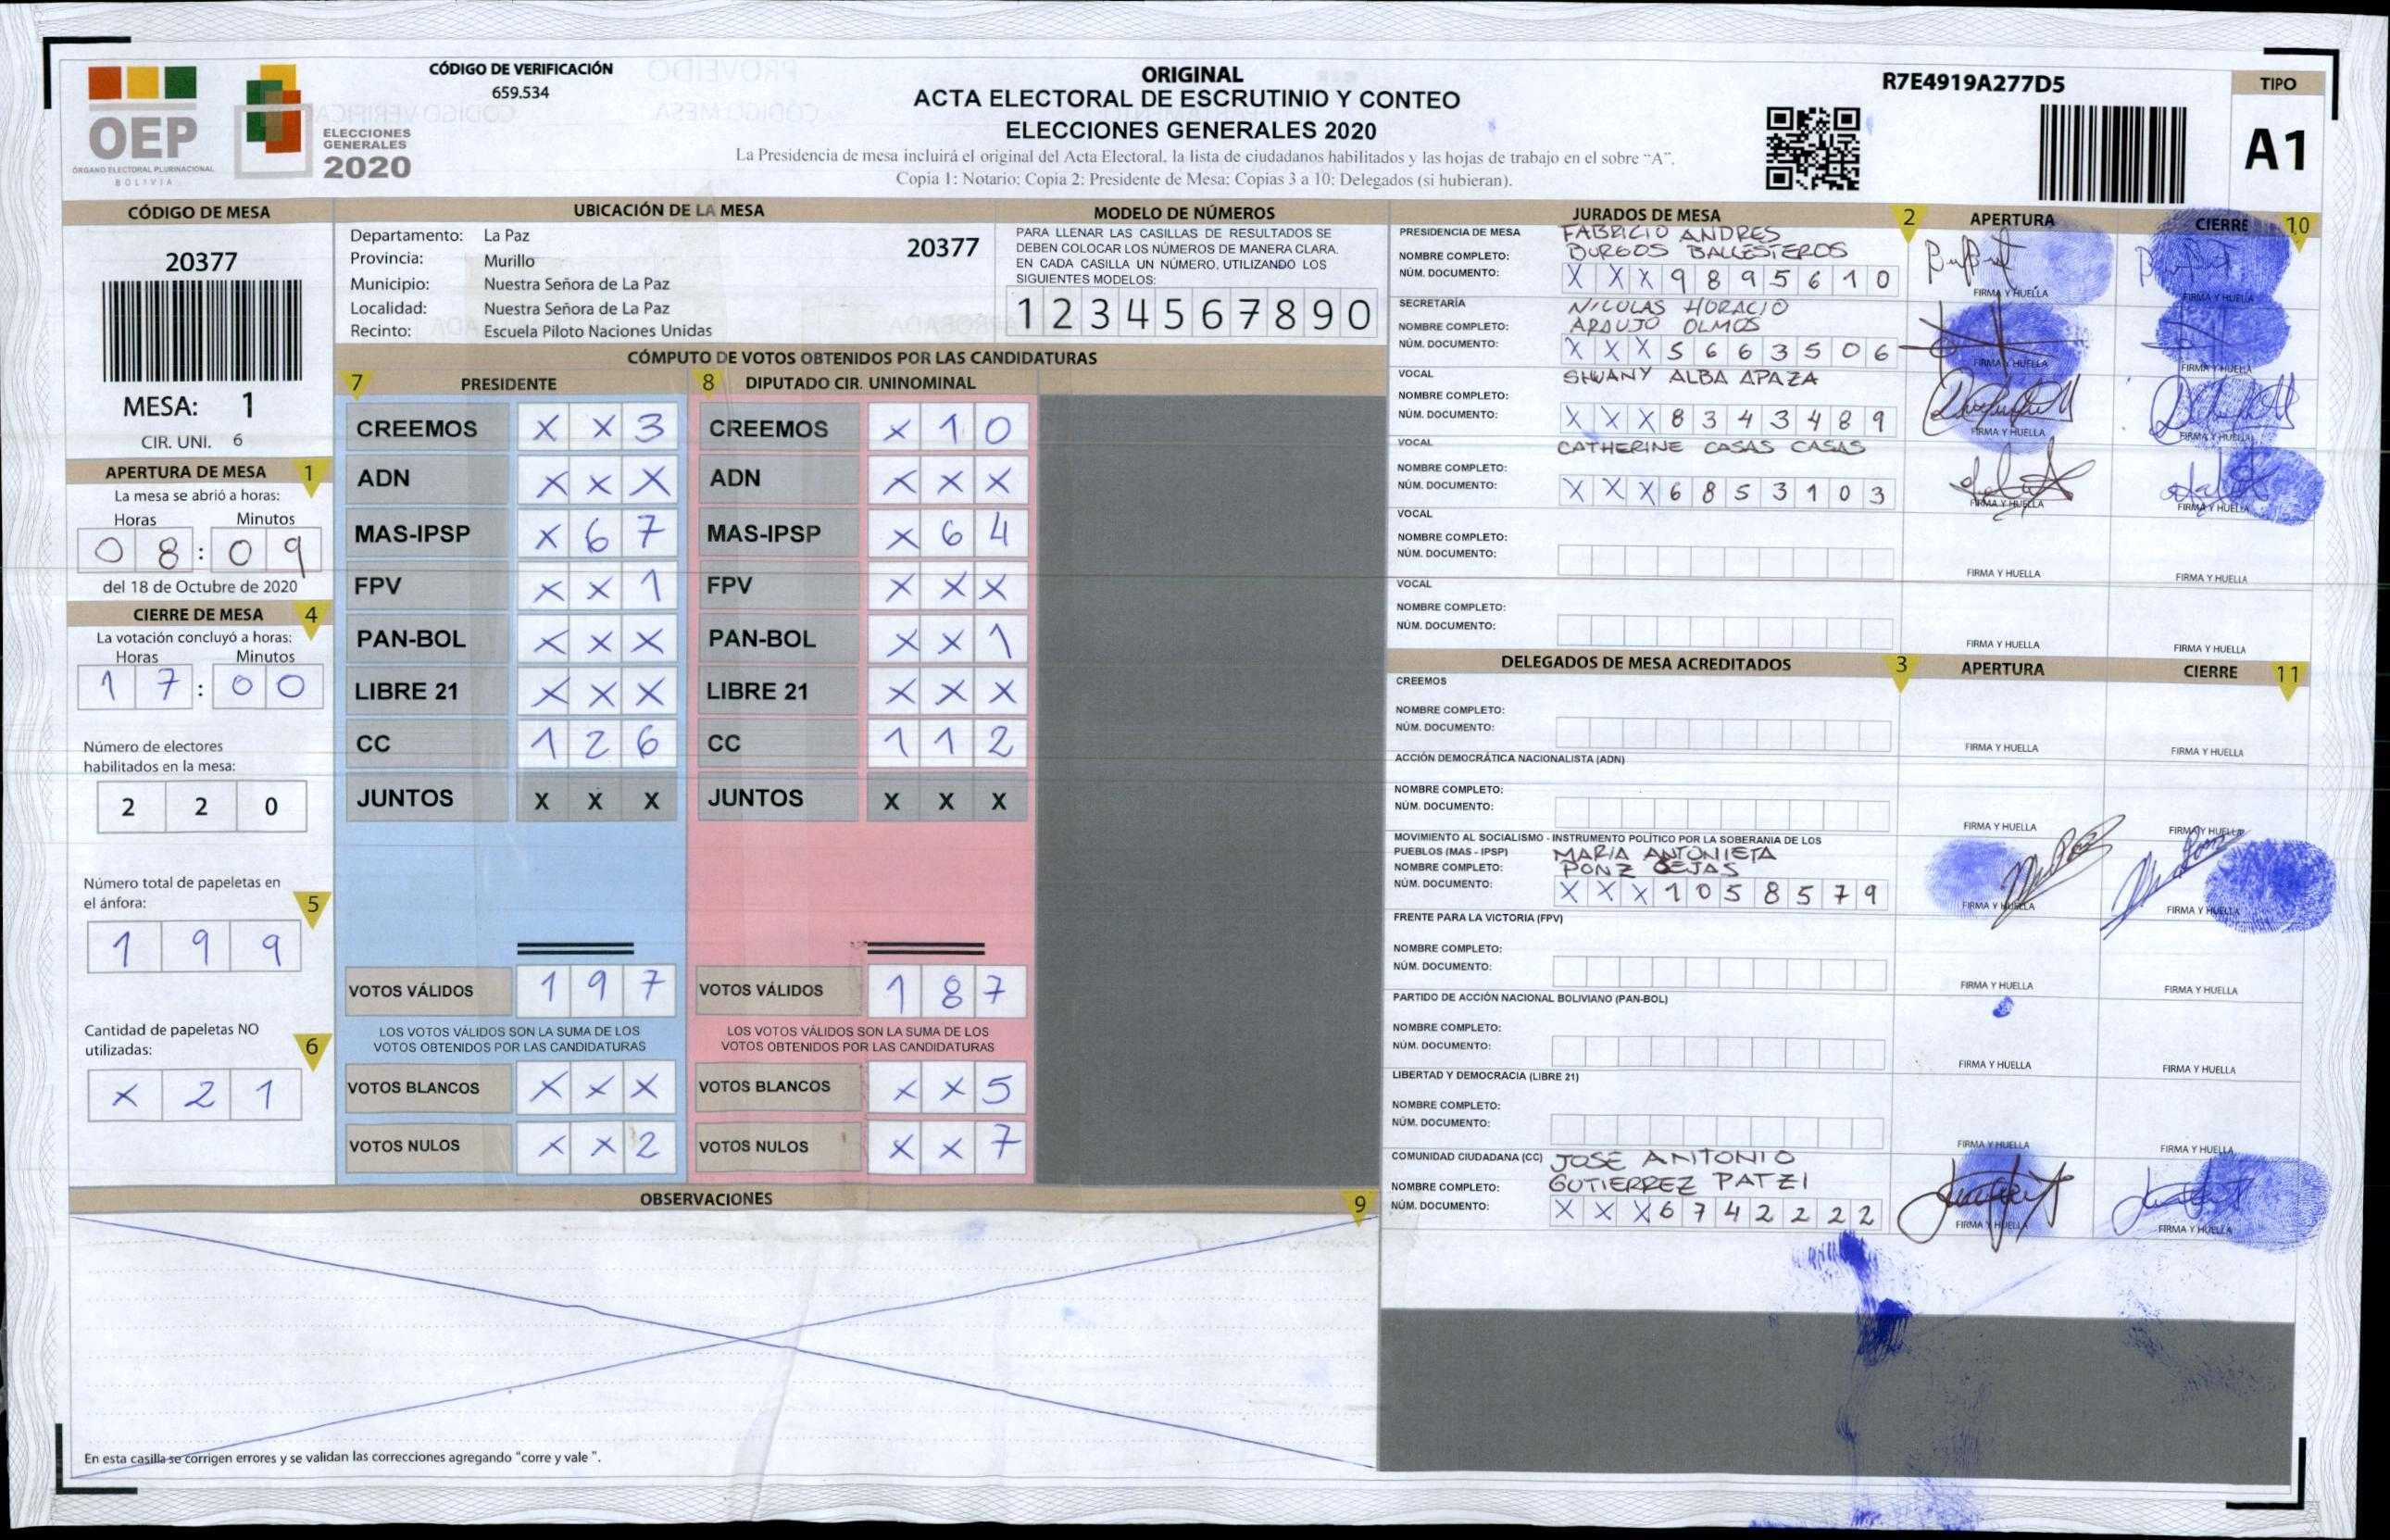 CÓDIGO DE VERIFICACIÓN
659.534
OEP
ÓRGANO ELECTORAL PLURINACIONAL
BOLIVIA
ELECCIONES
GENERALES
2020
ORIGINAL
ACTA ELECTORAL DE ESCRUTINIO Y CONTEO
ELECCIONES GENERALES 2020
La Presidencia de mesa incluirá el original del Acta Electoral, la lista de ciudadanos habilitados y las hojas de trabajo en el sobre "A".
Copia 1: Notario: Copia 2: Presidente de Mesa: Copias 3 a 10: Delegados (si hubieran).
R7E4919A277D5
TIPO
A1
CÓDIGO DE MESA
20377
MESA: 1
CIR. UNI. 6
APERTURA DE MESA 1
La mesa se abrió a horas:
Horas Minutos
0 8 : 0 9
del 18 de Octubre de 2020
CIERRE DE MESA 4
La votación concluyó a horas:
Horas Minutos
1 7 : 0 0
Número de electores
habilitados en la mesa:
2 2 0
Número total de papeletas en
el ánfora: 5
1 9 9
Cantidad de papeletas NO
utilizadas: 6
X 2 1
UBICACIÓN DE LA MESA
Departamento: La Paz
Provincia: Murillo
Municipio: Nuestra Señora de La Paz
Localidad: Nuestra Señora de La Paz
Recinto: Escuela Piloto Naciones Unidas
20377
MODELO DE NÚMEROS
PARA LLENAR LAS CASILLAS DE RESULTADOS SE
DEBEN COLOCAR LOS NÚMEROS DE MANERA CLARA.
EN CADA CASILLA UN NÚMERO, UTILIZANDO LOS
SIGUIENTES MODELOS:
1 2 3 4 5 6 7 8 9 0
CÓMPUTO DE VOTOS OBTENIDOS POR LAS CANDIDATURAS
7 PRESIDENTE
CREEMOS X X 3
ADN X X X
MAS-IPSP X 6 7
FPV X X 1
PAN-BOL X X X
LIBRE 21 X X X
CC 1 2 6
JUNTOS X X X
VOTOS VÁLIDOS 1 9 7
LOS VOTOS VÁLIDOS SON LA SUMA DE LOS
VOTOS OBTENIDOS POR LAS CANDIDATURAS
VOTOS BLANCOS X X X
VOTOS NULOS X X 2
8 DIPUTADO CIR. UNINOMINAL
CREEMOS X 1 0
ADN X X X
MAS-IPSP X 6 4
FPV X X X
PAN-BOL X X 1
LIBRE 21 X X X
CC 1 1 2
JUNTOS X X X
VOTOS VÁLIDOS 1 8 7
LOS VOTOS VÁLIDOS SON LA SUMA DE LOS
VOTOS OBTENIDOS POR LAS CANDIDATURAS
VOTOS BLANCOS X X 5
VOTOS NULOS X X 7
OBSERVACIONES 9
En esta casilla se corrigen errores y se validan las correcciones agregando "corre y vale ".
JURADOS DE MESA 2 APERTURA CIERRE 10
PRESIDENCIA DE MESA FABRICIO ANDRES
NOMBRE COMPLETO: BURGOS BALLESTEROS
NÚM. DOCUMENTO: X X X 9 8 9 5 6 1 0
FIRMA Y HUELLA FIRMA Y HUELLA
SECRETARÍA NICOLAS HORACIO
NOMBRE COMPLETO: ARAUJO OLMOS
NÚM. DOCUMENTO: X X X 5 6 6 3 5 0 6
FIRMA Y HUELLA FIRMA Y HUELLA
VOCAL SHWANY ALBA APAZA
NOMBRE COMPLETO:
NÚM. DOCUMENTO: X X X 8 3 4 3 4 8 9
FIRMA Y HUELLA FIRMA Y HUELLA
VOCAL CATHERINE CASAS CASAS
NOMBRE COMPLETO:
NÚM. DOCUMENTO: X X X 6 8 5 3 1 0 3
FIRMA Y HUELLA FIRMA Y HUELLA
VOCAL
NOMBRE COMPLETO:
NÚM. DOCUMENTO:
FIRMA Y HUELLA FIRMA Y HUELLA
VOCAL
NOMBRE COMPLETO:
NÚM. DOCUMENTO:
FIRMA Y HUELLA FIRMA Y HUELLA
DELEGADOS DE MESA ACREDITADOS 3 APERTURA CIERRE 11
CREEMOS
NOMBRE COMPLETO:
NÚM. DOCUMENTO:
FIRMA Y HUELLA FIRMA Y HUELLA
ACCIÓN DEMOCRÁTICA NACIONALISTA (ADN)
NOMBRE COMPLETO:
NÚM. DOCUMENTO:
FIRMA Y HUELLA FIRMA Y HUELLA
MOVIMIENTO AL SOCIALISMO - INSTRUMENTO POLÍTICO POR LA SOBERANIA DE LOS
PUEBLOS (MAS - IPSP) MARIA ANTONIETA
NOMBRE COMPLETO: PONZ SEJAS
NÚM. DOCUMENTO: X X X 1 0 5 8 5 7 9
FIRMA Y HUELLA FIRMA Y HUELLA
FRENTE PARA LA VICTORIA (FPV)
NOMBRE COMPLETO:
NÚM. DOCUMENTO:
FIRMA Y HUELLA FIRMA Y HUELLA
PARTIDO DE ACCIÓN NACIONAL BOLIVIANO (PAN-BOL)
NOMBRE COMPLETO:
NÚM. DOCUMENTO:
FIRMA Y HUELLA FIRMA Y HUELLA
LIBERTAD Y DEMOCRACIA (LIBRE 21)
NOMBRE COMPLETO:
NÚM. DOCUMENTO:
FIRMA Y HUELLA FIRMA Y HUELLA
COMUNIDAD CIUDADANA (CC) JOSE ANTONIO
NOMBRE COMPLETO: GUTIERREZ PATZI
NÚM. DOCUMENTO: X X X 6 7 4 2 2 2 2
FIRMA Y HUELLA FIRMA Y HUELLA